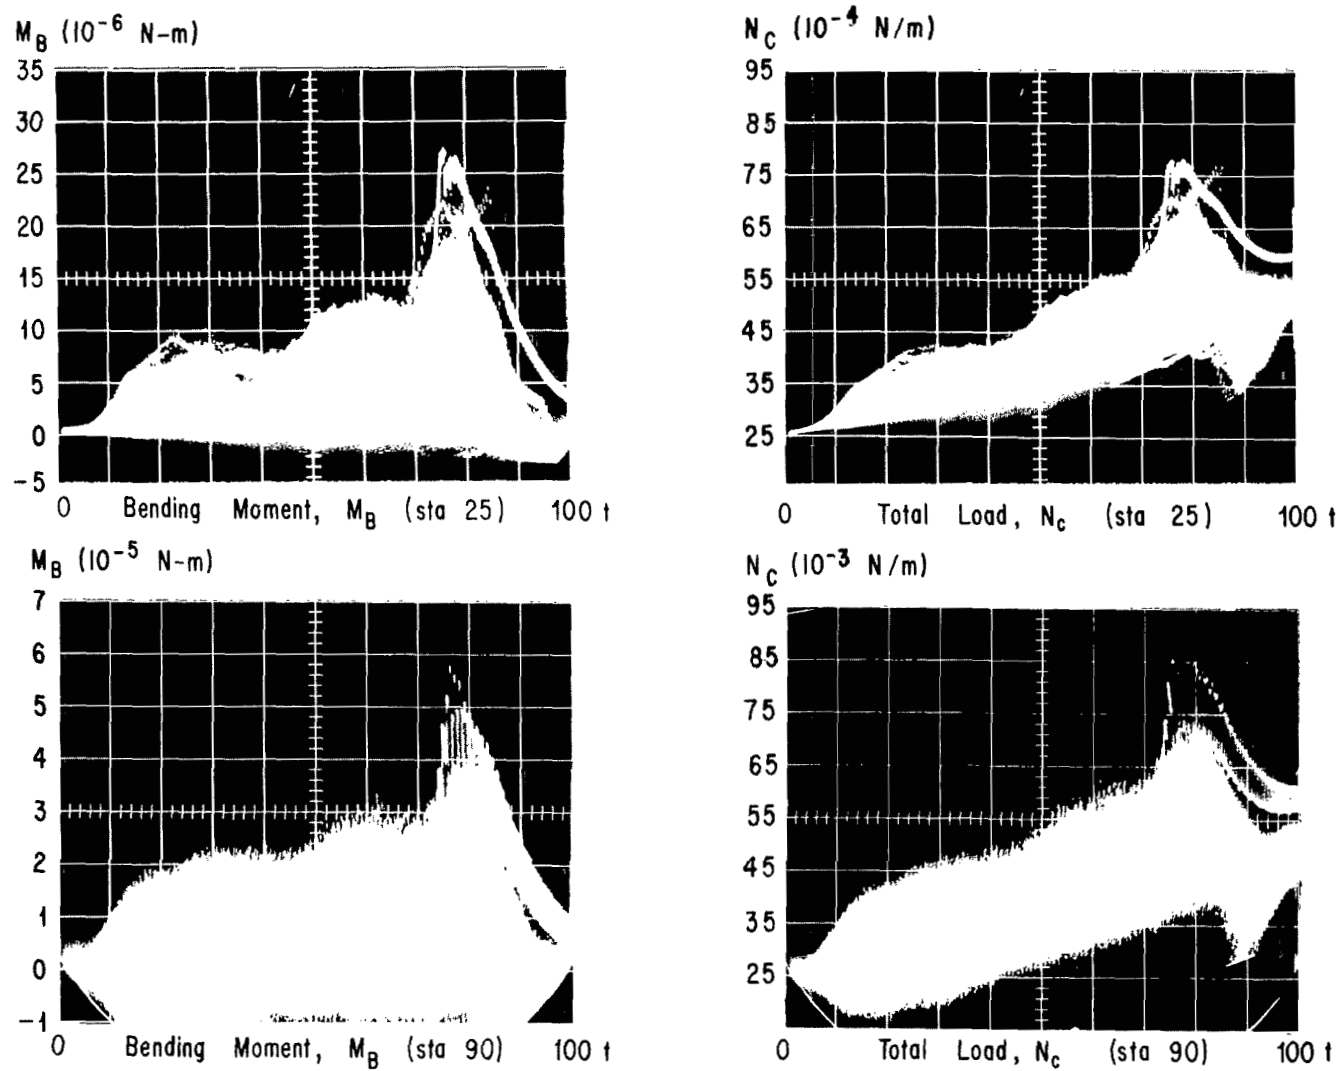 M_B (10⁻⁶ N-m)
35
30
25
20
15
10
5
0
-5
0 100 t
Bending Moment, M_B (sta 25)
N_C (10⁻⁴ N/m)
95
85
75
65
55
45
35
25
0 100 t
Total Load, N_c (sta 25)
M_B (10⁻⁵ N-m)
7
6
5
4
3
2
1
0
-1
0 100 t
Bending Moment, M_B (sta 90)
N_C (10⁻³ N/m)
95
85
75
65
55
45
35
25
0 100 t
Total Load, N_c (sta 90)